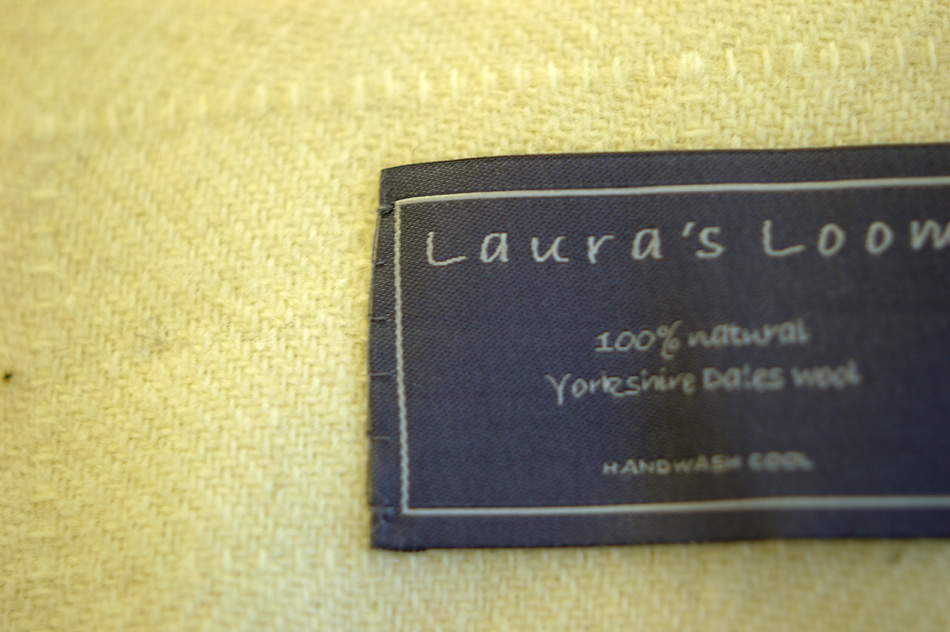 Laura's Loom
100% natural
Yorkshire Dales wool
HANDWASH COOL